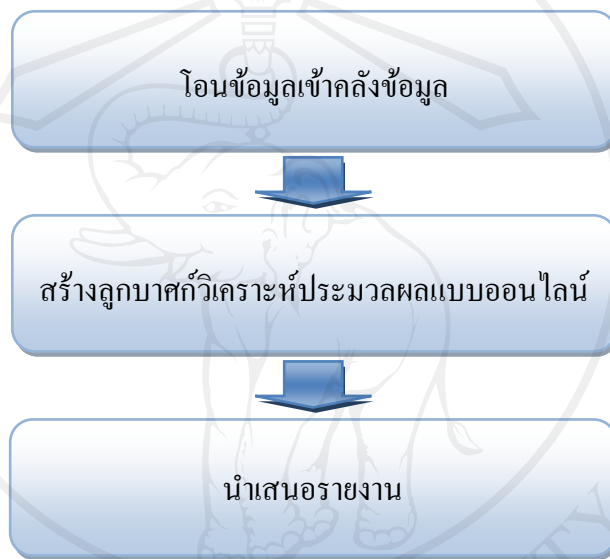 โอนข้อมูลเข้าคลังข้อมูล
สร้างลูกบาศก์วิเคราะห์ประมวลผลแบบออนไลน์
นำเสนอรายงาน